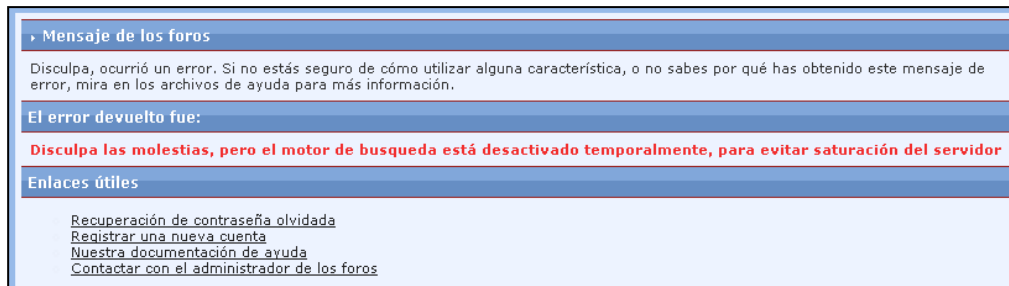 Mensaje de los foros
Disculpa, ocurrió un error. Si no estás seguro de cómo utilizar alguna característica, o no sabes por qué has obtenido este mensaje de
error, mira en los archivos de ayuda para más información.
El error devuelto fue:
Disculpa las molestias, pero el motor de busqueda está desactivado temporalmente, para evitar saturación del servidor
Enlaces útiles
Recuperación de contraseña olvidada
Registrar una nueva cuenta
Nuestra documentación de ayuda
Contactar con el administrador de los foros